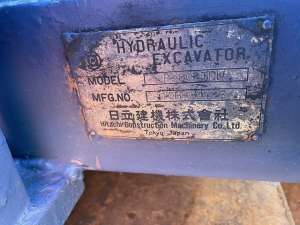 HYDRAULIC
EXCAVATOR
MODEL
MFG.NO.
日立建機株式會社
Hitachi Construction Machinery Co., Ltd.
Tokyo Japan